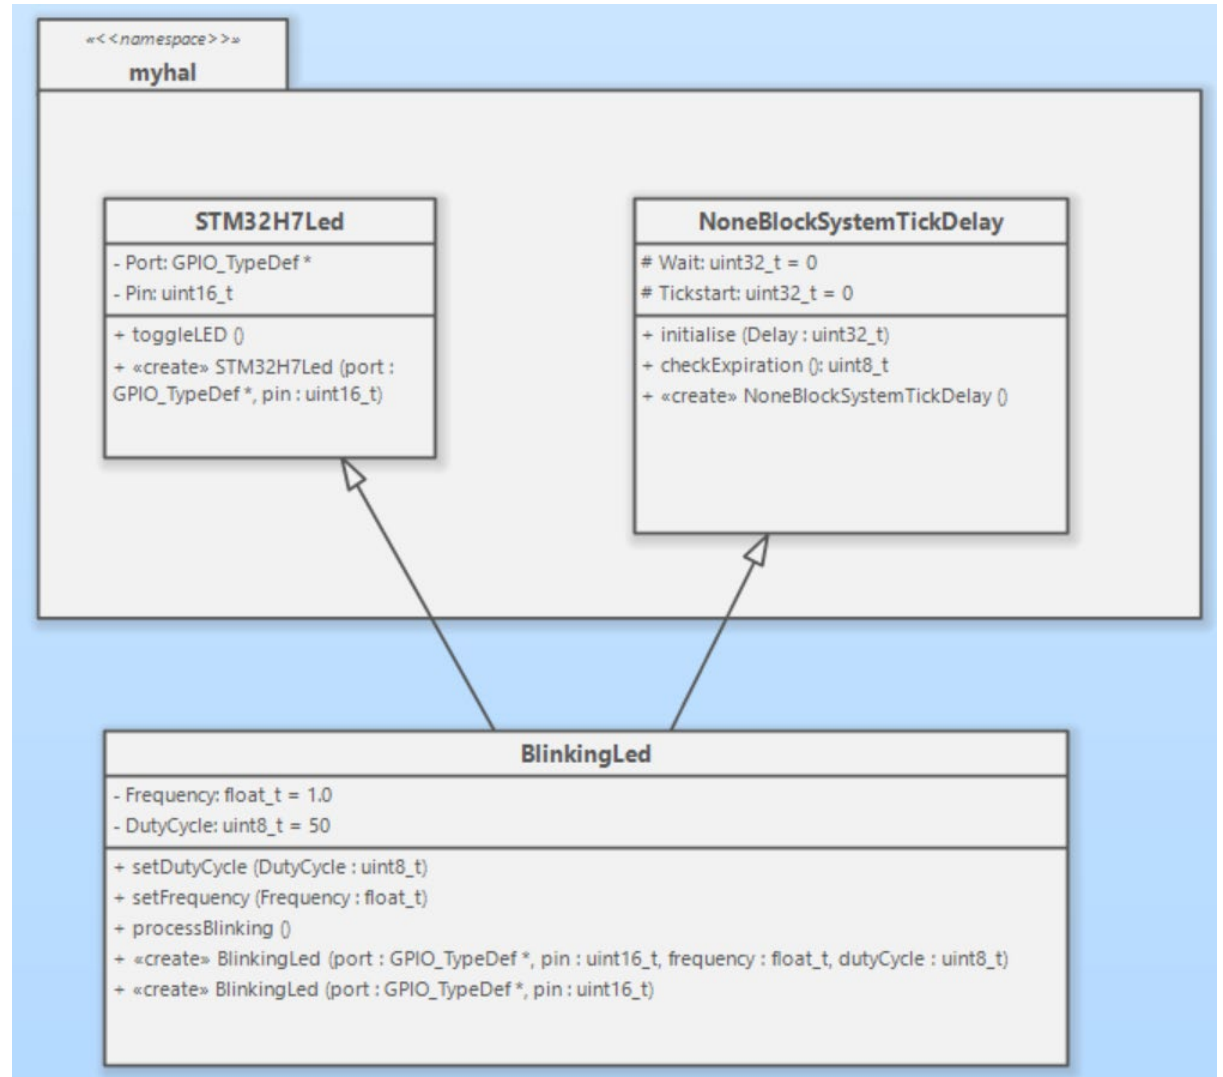 «<<namespace>>»
myhal
STM32H7Led
- Port: GPIO_TypeDef *
- Pin: uint16_t
+ toggleLED ()
+ «create» STM32H7Led (port :
GPIO_TypeDef *, pin : uint16_t)
NoneBlockSystemTickDelay
# Wait: uint32_t = 0
# Tickstart: uint32_t = 0
+ initialise (Delay : uint32_t)
+ checkExpiration (): uint8_t
+ «create» NoneBlockSystemTickDelay ()
BlinkingLed
- Frequency: float_t = 1.0
- DutyCycle: uint8_t = 50
+ setDutyCycle (DutyCycle : uint8_t)
+ setFrequency (Frequency : float_t)
+ processBlinking ()
+ «create» BlinkingLed (port : GPIO_TypeDef *, pin : uint16_t, frequency : float_t, dutyCycle : uint8_t)
+ «create» BlinkingLed (port : GPIO_TypeDef *, pin : uint16_t)